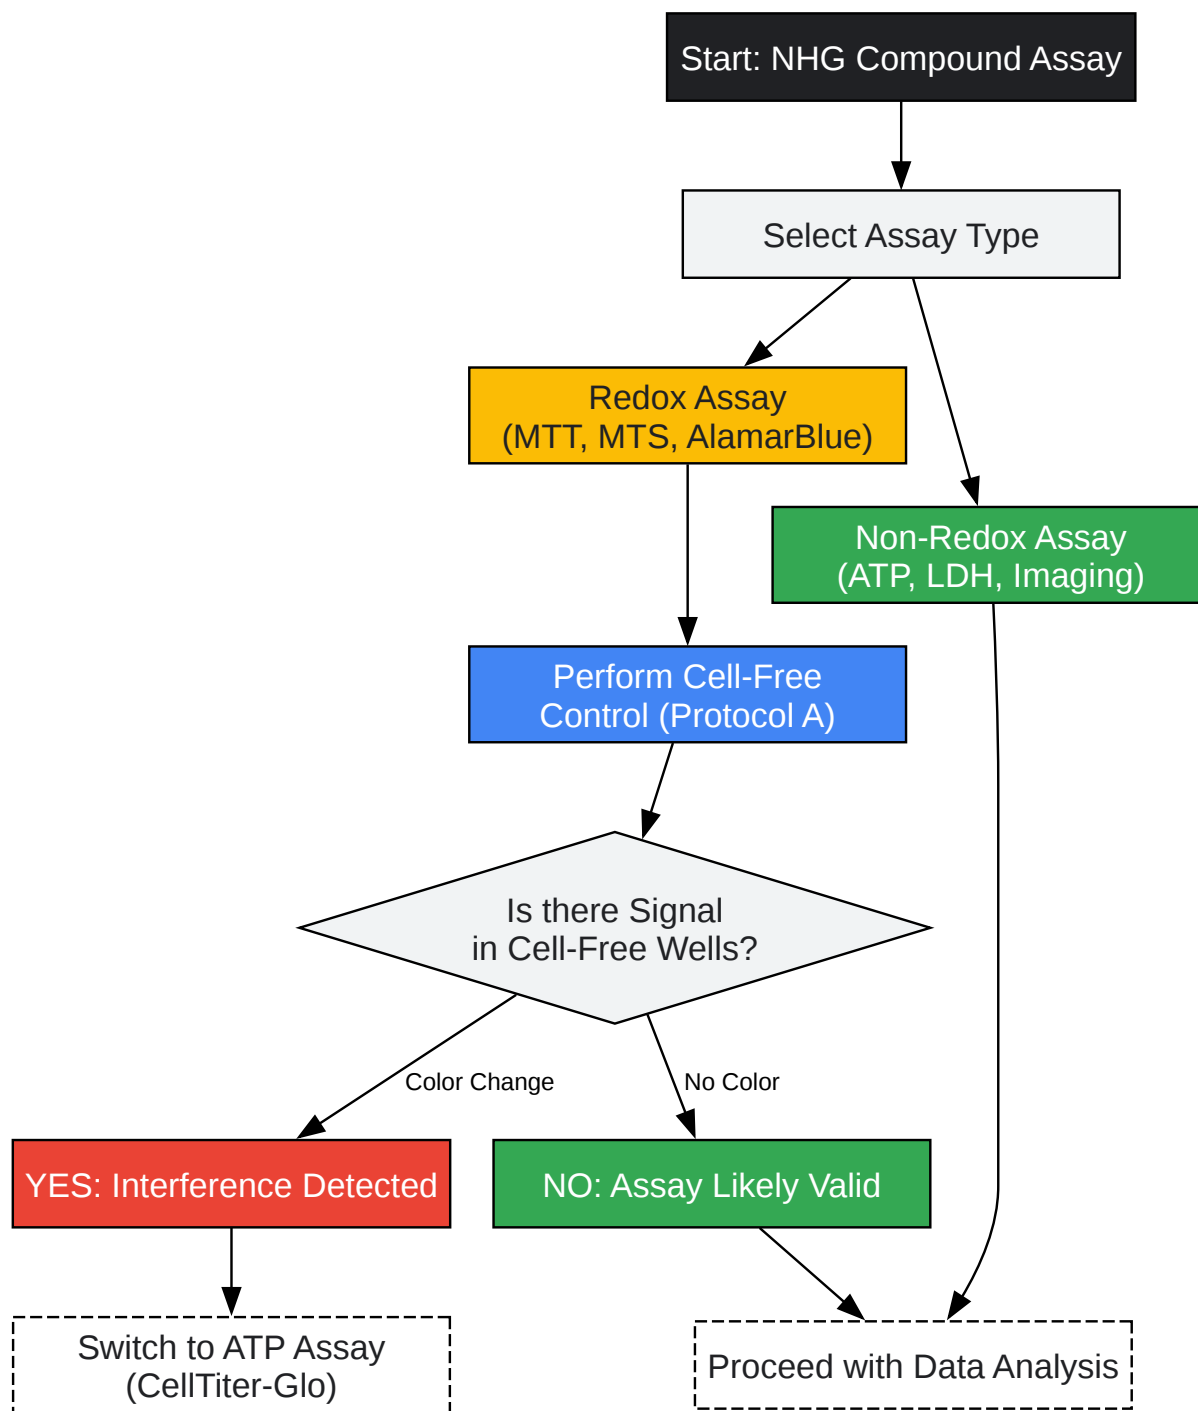 Start: NHG Compound Assay
Select Assay Type
Redox Assay
(MTT, MTS, AlamarBlue)
Non-Redox Assay
(ATP, LDH, Imaging)
Perform Cell-Free
Control (Protocol A)
Is there Signal
in Cell-Free Wells?
Color Change
No Color
YES: Interference Detected
NO: Assay Likely Valid
Switch to ATP Assay
(CellTiter-Glo)
Proceed with Data Analysis